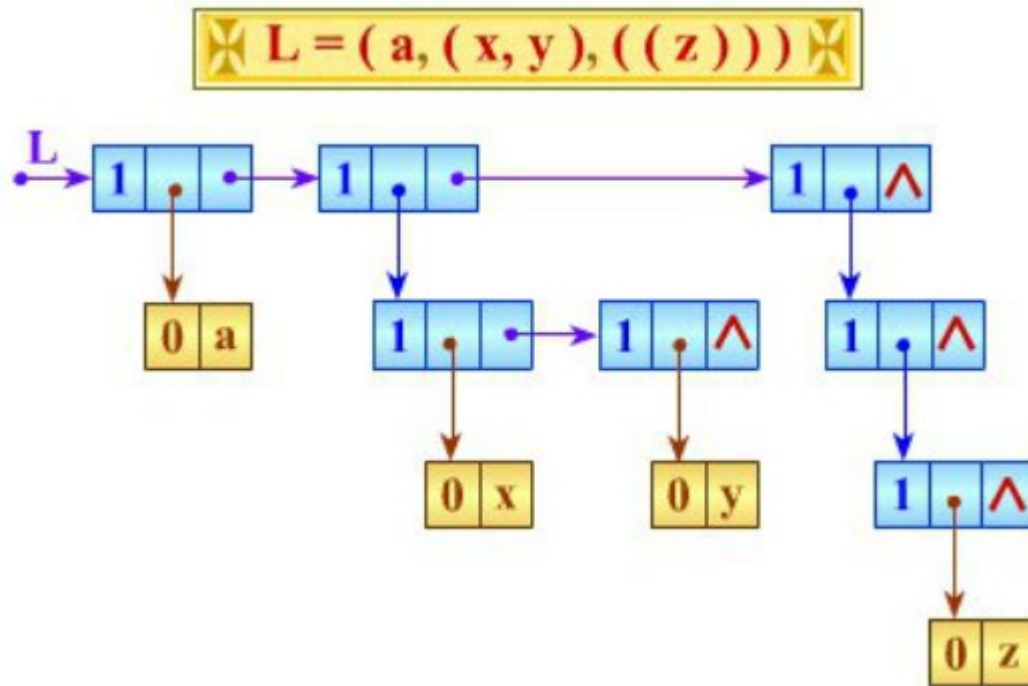 L = ( a, ( x, y ), ( ( z ) ) )
L
1 1 1 ∧
0 a 1 1 ∧ 1 ∧
0 x 0 y 1 ∧
0 z